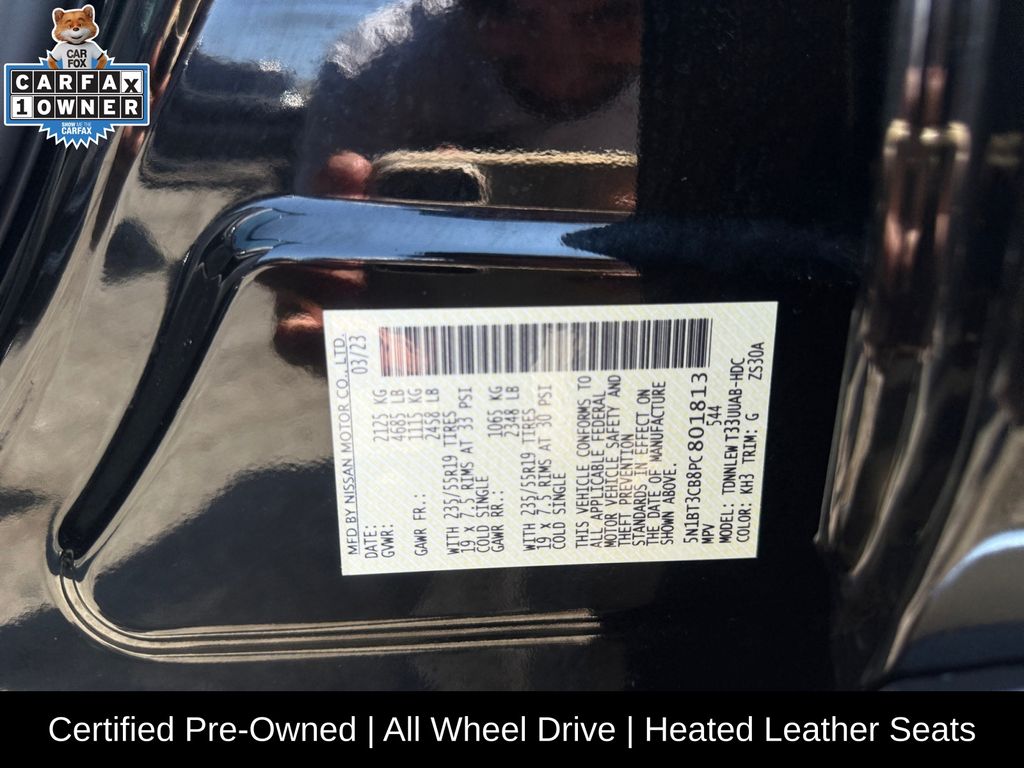 CAR
FOX
CARFAX
1 OWNER
SHOW ME THE
CARFAX
MFD BY NISSAN MOTOR CO., LTD.
DATE: 03/23
GVWR: 2125 KG
4685 LB
GAWR FR.: 1115 KG
2458 LB
WITH 235/55R19 TIRES
19 x 7.5 RIMS AT 33 PSI
COLD SINGLE
GAWR RR.: 1065 KG
2348 LB
WITH 235/55R19 TIRES
19 x 7.5 RIMS AT 30 PSI
COLD SINGLE
THIS VEHICLE CONFORMS TO
ALL APPLICABLE FEDERAL
MOTOR VEHICLE SAFETY AND
THEFT PREVENTION
STANDARDS IN EFFECT ON
THE DATE OF MANUFACTURE
SHOWN ABOVE.
5N1BT3CB8PC801813
MPV 544
MODEL: TDNNLEW T33UUAB-HDC
COLOR: KH3 TRIM: G ZS30A
Certified Pre-Owned | All Wheel Drive | Heated Leather Seats